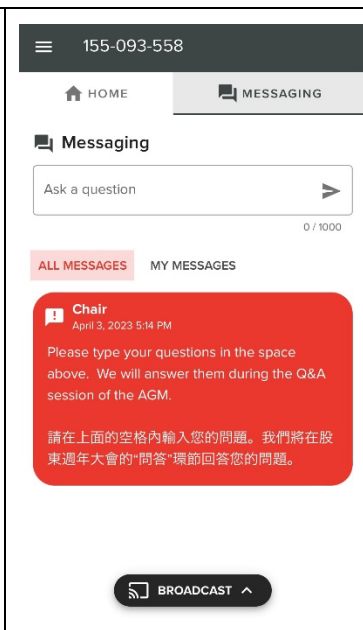 155-093-558
HOME
MESSAGING
Messaging
Ask a question
0 / 1000
ALL MESSAGES
MY MESSAGES
Chair
April 3, 2023 5:14 PM
Please type your questions in the space
above.  We will answer them during the Q&A
session of the AGM.
請在上面的空格內輸入您的問題。我們將在股
東週年大會的“問答”環節回答您的問題。
BROADCAST